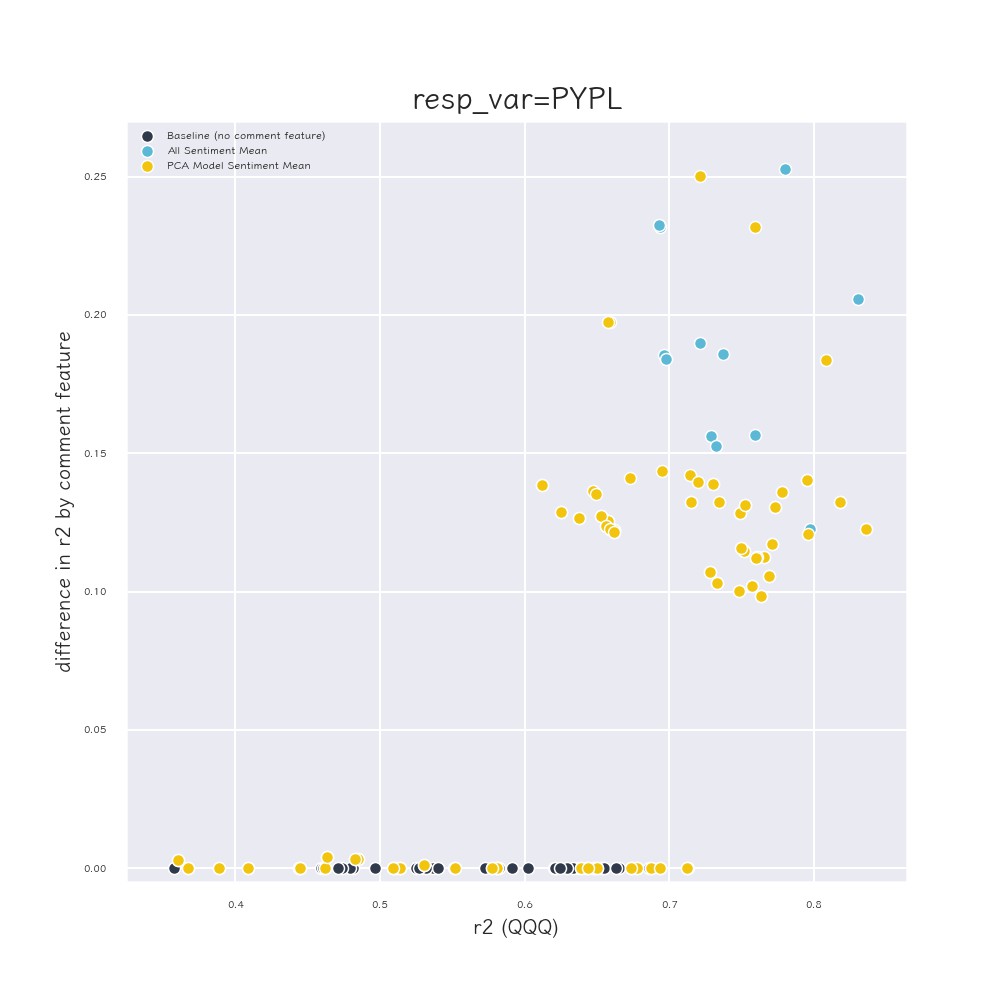 resp_var=PYPL
Baseline (no comment feature)
All Sentiment Mean
PCA Model Sentiment Mean
0.25
0.20
0.15
0.10
0.05
0.00
difference in r2 by comment feature
0.4 0.5 0.6 0.7 0.8
r2 (QQQ)